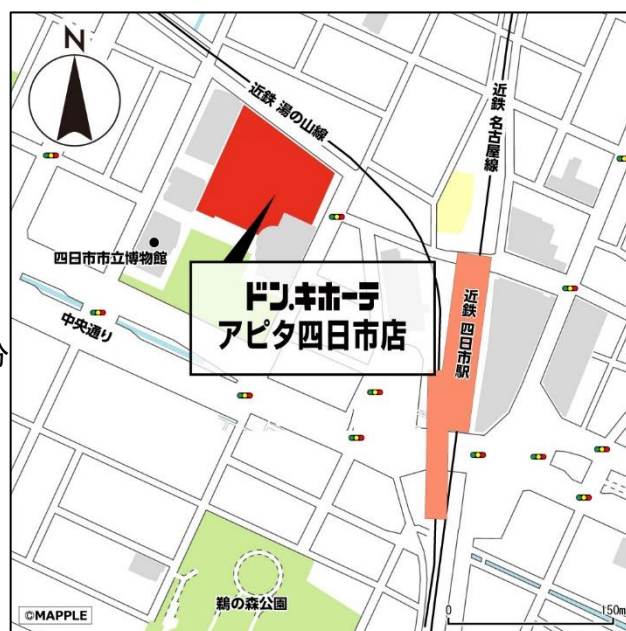 N
近鉄 湯の山線
近鉄 名古屋線
四日市市立博物館
ドン.キホーテ
アピタ四日市店
近鉄 四日市駅
中央通り
分
鵜の森公園
©MAPPLE
0 150m